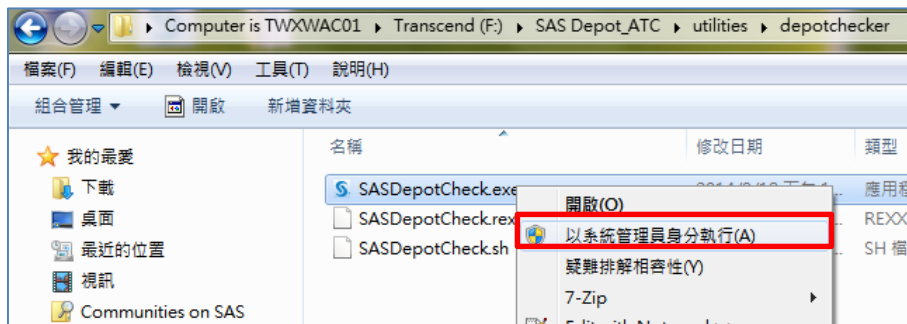 Computer is TWXWAC01 ▸ Transcend (F:) ▸ SAS Depot_ATC ▸ utilities ▸ depotchecker
檔案(F) 編輯(E) 檢視(V) 工具(T) 說明(H)
組合管理 開啟 新增資料夾
名稱 修改日期 類型
我的最愛
下載
桌面
最近的位置
視訊
Communities on SAS
SASDepotCheck.exe
SASDepotCheck.rex REXX
SASDepotCheck.sh SH 檔
開啟(O)
以系統管理員身分執行(A)
疑難排解相容性(Y)
7-Zip